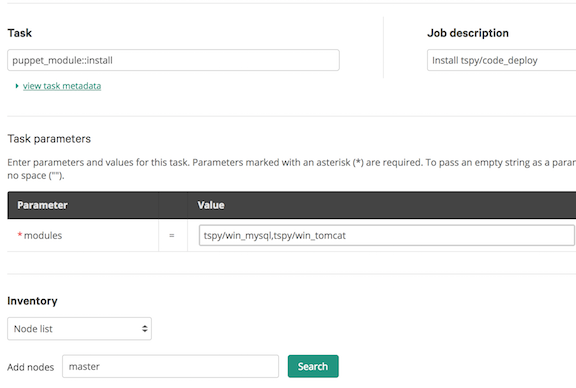 Task
Job description
puppet_module::install
Install tspy/code_deploy
view task metadata
Task parameters
Enter parameters and values for this task. Parameters marked with an asterisk (*) are required. To pass an empty string as a param
no space ("").
Parameter Value
*modules = tspy/win_mysql,tspy/win_tomcat
Inventory
Node list
Add nodes master Search